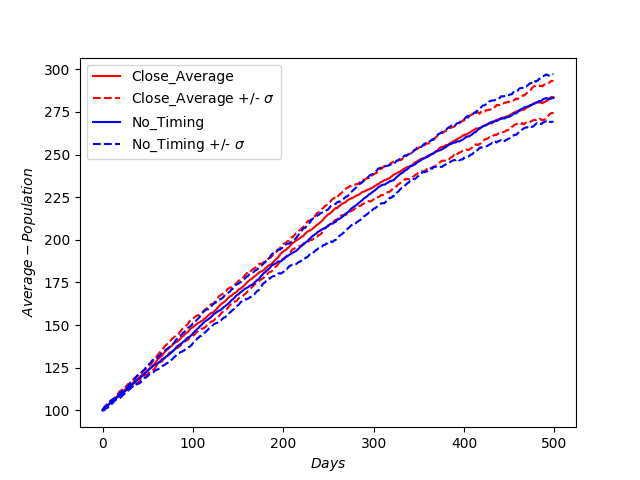 300
275
250
225
200
175
150
125
100
0 100 200 300 400 500
Average − Population
Days
Close_Average
Close_Average +/- σ
No_Timing
No_Timing +/- σ